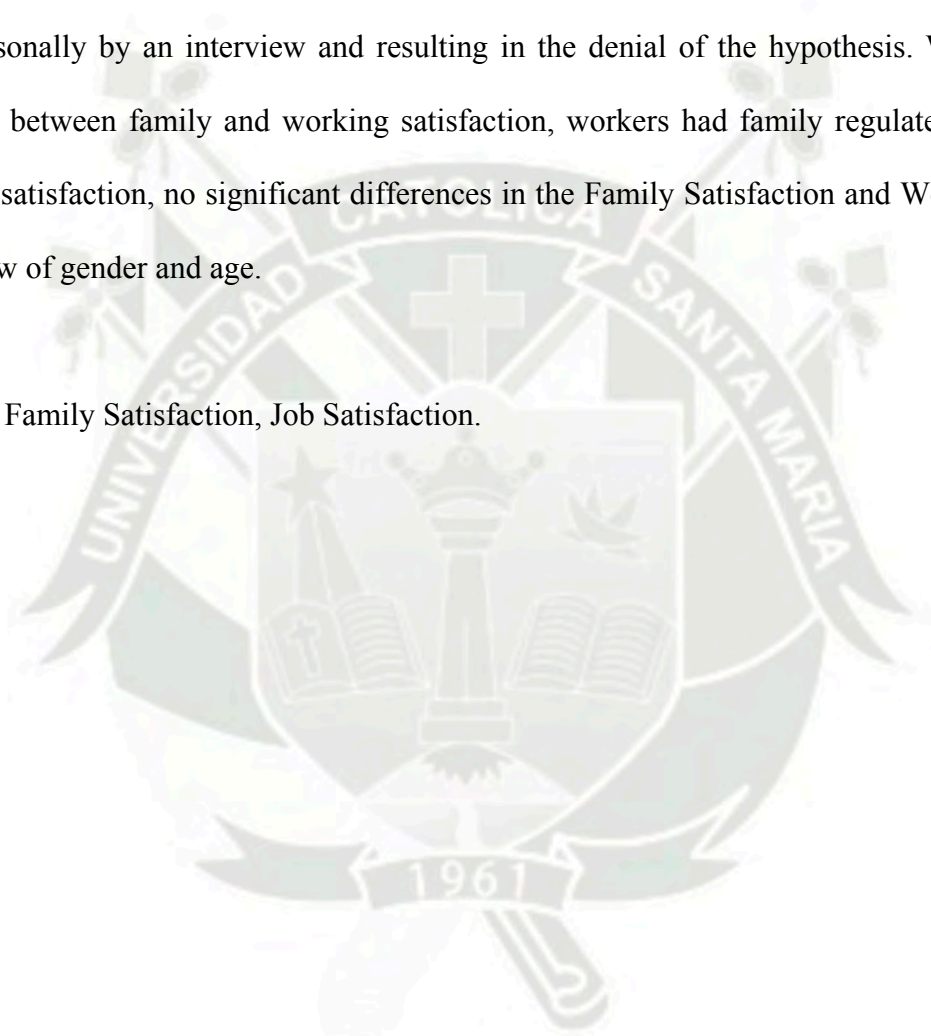 sonally by an interview and resulting in the denial of the hypothesis.
between family and working satisfaction, workers had family regulate
satisfaction, no significant differences in the Family Satisfaction and W
w of gender and age.
Family Satisfaction, Job Satisfaction.
UNIVERSIDAD CATOLICA SANTA MARIA
1961